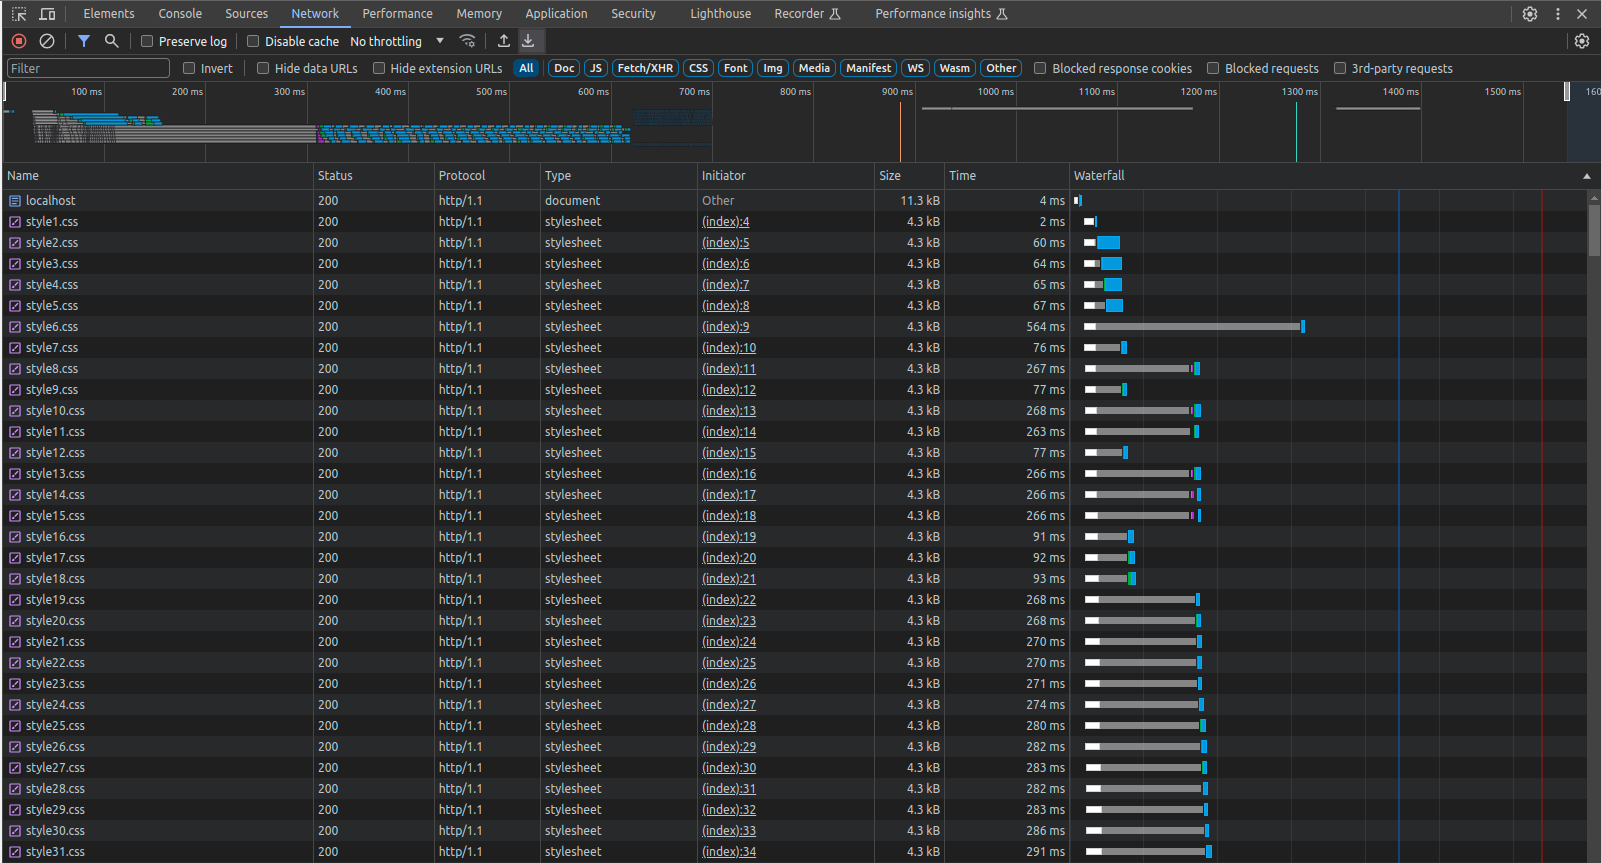 Elements Console Sources Network Performance Memory Application Security Lighthouse Recorder Performance insights
Preserve log Disable cache No throttling
Filter Invert Hide data URLs Hide extension URLs All Doc JS Fetch/XHR CSS Font Img Media Manifest WS Wasm Other Blocked response cookies Blocked requests 3rd-party requests
100 ms 200 ms 300 ms 400 ms 500 ms 600 ms 700 ms 800 ms 900 ms 1000 ms 1100 ms 1200 ms 1300 ms 1400 ms 1500 ms 160
Name Status Protocol Type Initiator Size Time Waterfall
localhost 200 http/1.1 document Other 11.3 kB 4 ms
style1.css 200 http/1.1 stylesheet (index):4 4.3 kB 2 ms
style2.css 200 http/1.1 stylesheet (index):5 4.3 kB 60 ms
style3.css 200 http/1.1 stylesheet (index):6 4.3 kB 64 ms
style4.css 200 http/1.1 stylesheet (index):7 4.3 kB 65 ms
style5.css 200 http/1.1 stylesheet (index):8 4.3 kB 67 ms
style6.css 200 http/1.1 stylesheet (index):9 4.3 kB 564 ms
style7.css 200 http/1.1 stylesheet (index):10 4.3 kB 76 ms
style8.css 200 http/1.1 stylesheet (index):11 4.3 kB 267 ms
style9.css 200 http/1.1 stylesheet (index):12 4.3 kB 77 ms
style10.css 200 http/1.1 stylesheet (index):13 4.3 kB 268 ms
style11.css 200 http/1.1 stylesheet (index):14 4.3 kB 263 ms
style12.css 200 http/1.1 stylesheet (index):15 4.3 kB 77 ms
style13.css 200 http/1.1 stylesheet (index):16 4.3 kB 266 ms
style14.css 200 http/1.1 stylesheet (index):17 4.3 kB 266 ms
style15.css 200 http/1.1 stylesheet (index):18 4.3 kB 266 ms
style16.css 200 http/1.1 stylesheet (index):19 4.3 kB 91 ms
style17.css 200 http/1.1 stylesheet (index):20 4.3 kB 92 ms
style18.css 200 http/1.1 stylesheet (index):21 4.3 kB 93 ms
style19.css 200 http/1.1 stylesheet (index):22 4.3 kB 268 ms
style20.css 200 http/1.1 stylesheet (index):23 4.3 kB 268 ms
style21.css 200 http/1.1 stylesheet (index):24 4.3 kB 270 ms
style22.css 200 http/1.1 stylesheet (index):25 4.3 kB 270 ms
style23.css 200 http/1.1 stylesheet (index):26 4.3 kB 271 ms
style24.css 200 http/1.1 stylesheet (index):27 4.3 kB 274 ms
style25.css 200 http/1.1 stylesheet (index):28 4.3 kB 280 ms
style26.css 200 http/1.1 stylesheet (index):29 4.3 kB 282 ms
style27.css 200 http/1.1 stylesheet (index):30 4.3 kB 283 ms
style28.css 200 http/1.1 stylesheet (index):31 4.3 kB 282 ms
style29.css 200 http/1.1 stylesheet (index):32 4.3 kB 283 ms
style30.css 200 http/1.1 stylesheet (index):33 4.3 kB 286 ms
style31.css 200 http/1.1 stylesheet (index):34 4.3 kB 291 ms